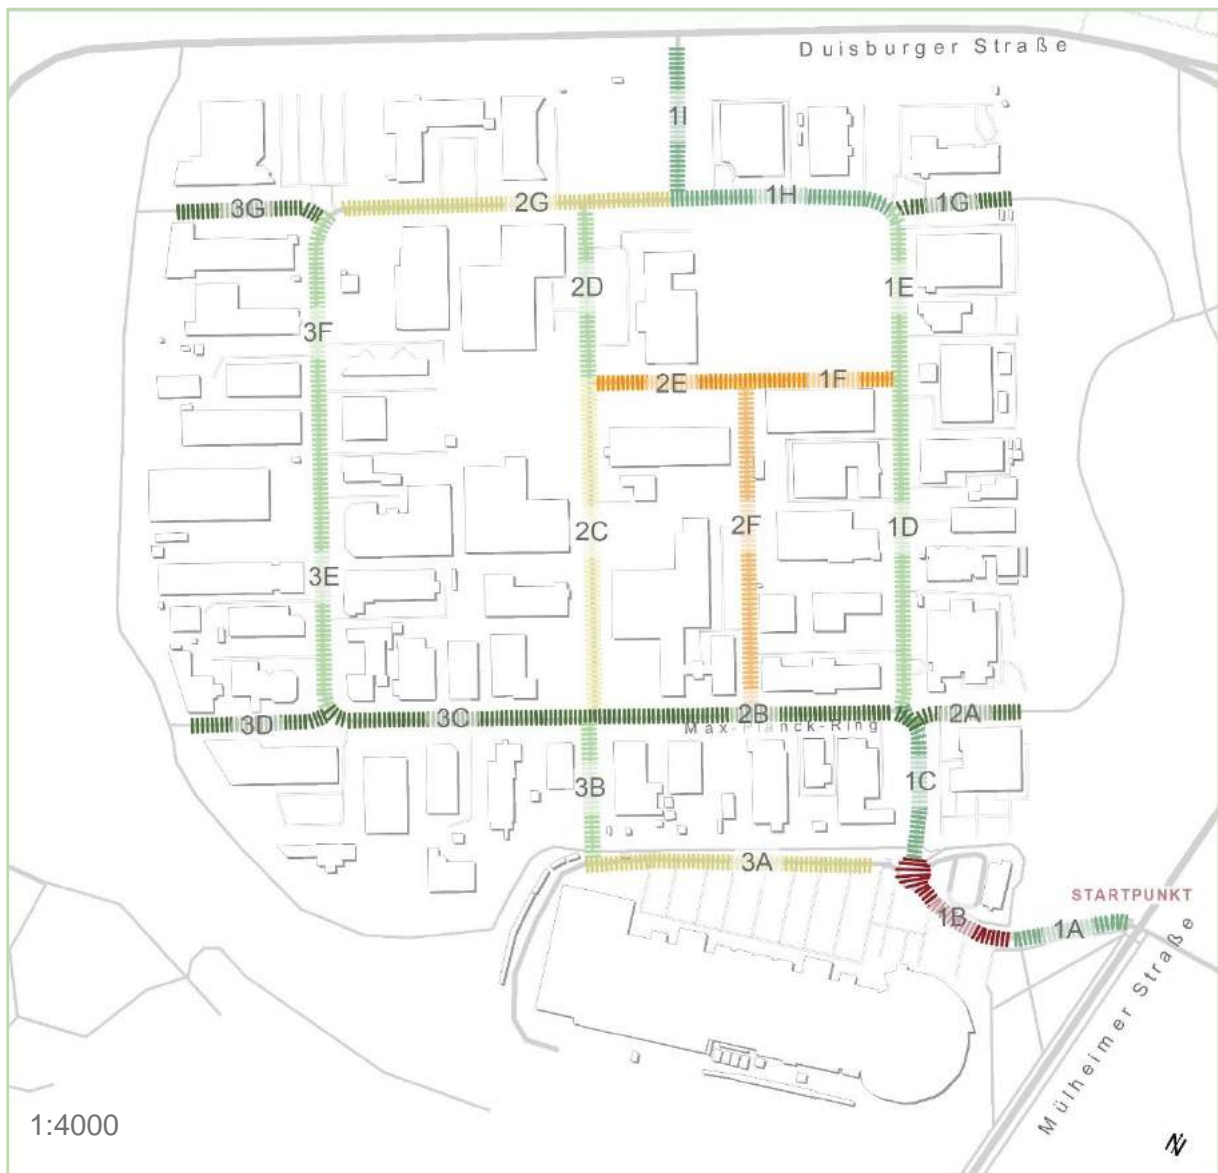 Duisburger Straße
1I
3G
2G
1H
1G
2D
1E
3F
2E
1F
2C
2F
1D
3E
3D
3C
2B
2A
Max-Planck-Ring
3B
1C
3A
STARTPUNKT
1B
1A
Mülheimer Straße
1:4000
N